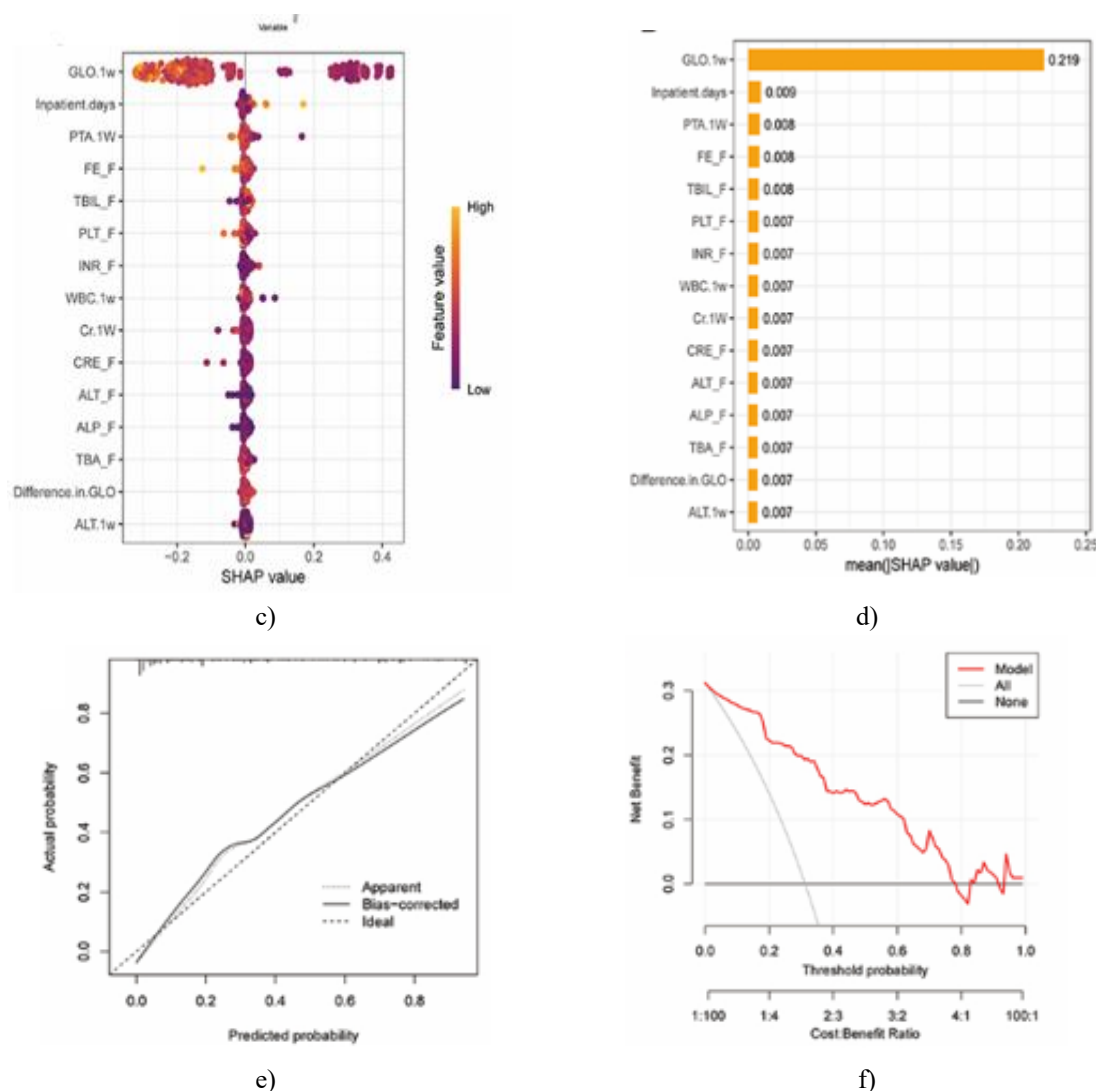 Variable
GLO.1w
Inpatient.days
PTA.1W
FE_F
TBIL_F
PLT_F
INR_F
WBC.1w
Cr.1W
CRE_F
ALT_F
ALP_F
TBA_F
Difference.in.GLO
ALT.1w
−0.2 0.0 0.2 0.4
SHAP value
High
Feature value
Low
c)
GLO.1w 0.219
Inpatient.days 0.009
PTA.1W 0.008
FE_F 0.008
TBIL_F 0.008
PLT_F 0.007
INR_F 0.007
WBC.1w 0.007
Cr.1W 0.007
CRE_F 0.007
ALT_F 0.007
ALP_F 0.007
TBA_F 0.007
Difference.in.GLO 0.007
ALT.1w 0.007
0.00 0.05 0.10 0.15 0.20 0.25
mean(|SHAP value|)
d)
Actual probability
0.8
0.6
0.4
0.2
0.0
Apparent
Bias−corrected
Ideal
0.0 0.2 0.4 0.6 0.8
Predicted probability
e)
Net Benefit
0.3
0.2
0.1
0.0
Model
All
None
0.0 0.2 0.4 0.6 0.8 1.0
Threshold probability
1:100 1:4 2:3 3:2 4:1 100:1
Cost:Benefit Ratio
f)